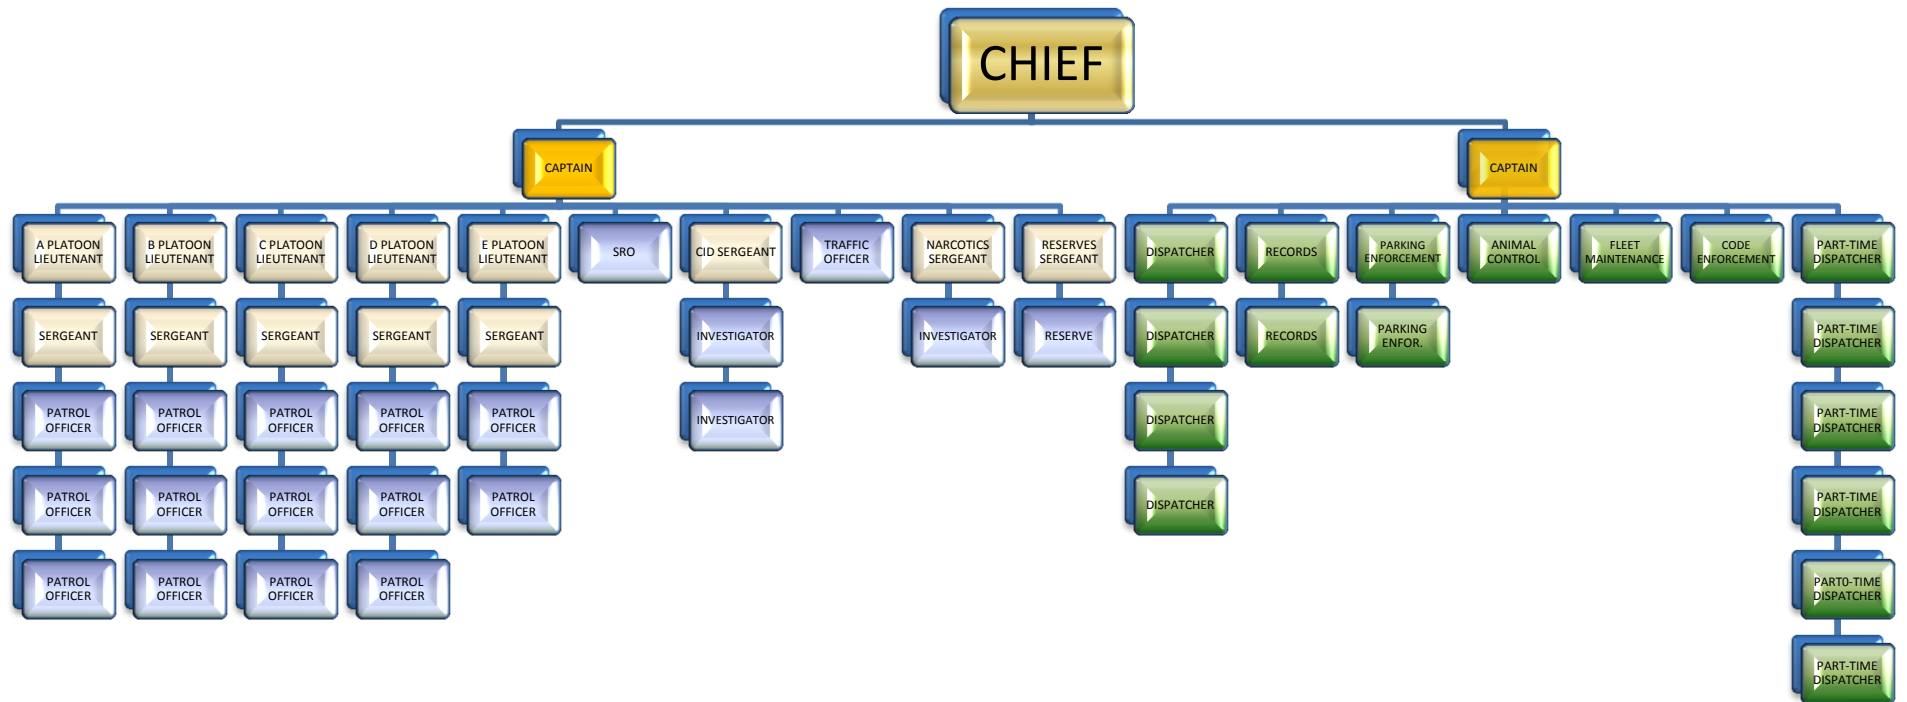 CHIEF
CAPTAIN
CAPTAIN
A PLATOON
LIEUTENANT
B PLATOON
LIEUTENANT
C PLATOON
LIEUTENANT
D PLATOON
LIEUTENANT
E PLATOON
LIEUTENANT
SRO
CID SERGEANT
TRAFFIC
OFFICER
NARCOTICS
SERGEANT
RESERVES
SERGEANT
DISPATCHER
RECORDS
PARKING
ENFORCEMENT
ANIMAL
CONTROL
FLEET
MAINTENANCE
CODE
ENFORCEMENT
PART-TIME
DISPATCHER
SERGEANT
SERGEANT
SERGEANT
SERGEANT
SERGEANT
INVESTIGATOR
INVESTIGATOR
RESERVE
DISPATCHER
RECORDS
PARKING
ENFOR.
PART-TIME
DISPATCHER
PATROL
OFFICER
PATROL
OFFICER
PATROL
OFFICER
PATROL
OFFICER
PATROL
OFFICER
INVESTIGATOR
DISPATCHER
PART-TIME
DISPATCHER
PATROL
OFFICER
PATROL
OFFICER
PATROL
OFFICER
PATROL
OFFICER
PATROL
OFFICER
DISPATCHER
PART-TIME
DISPATCHER
PATROL
OFFICER
PATROL
OFFICER
PATROL
OFFICER
PATROL
OFFICER
PART0-TIME
DISPATCHER
PART-TIME
DISPATCHER